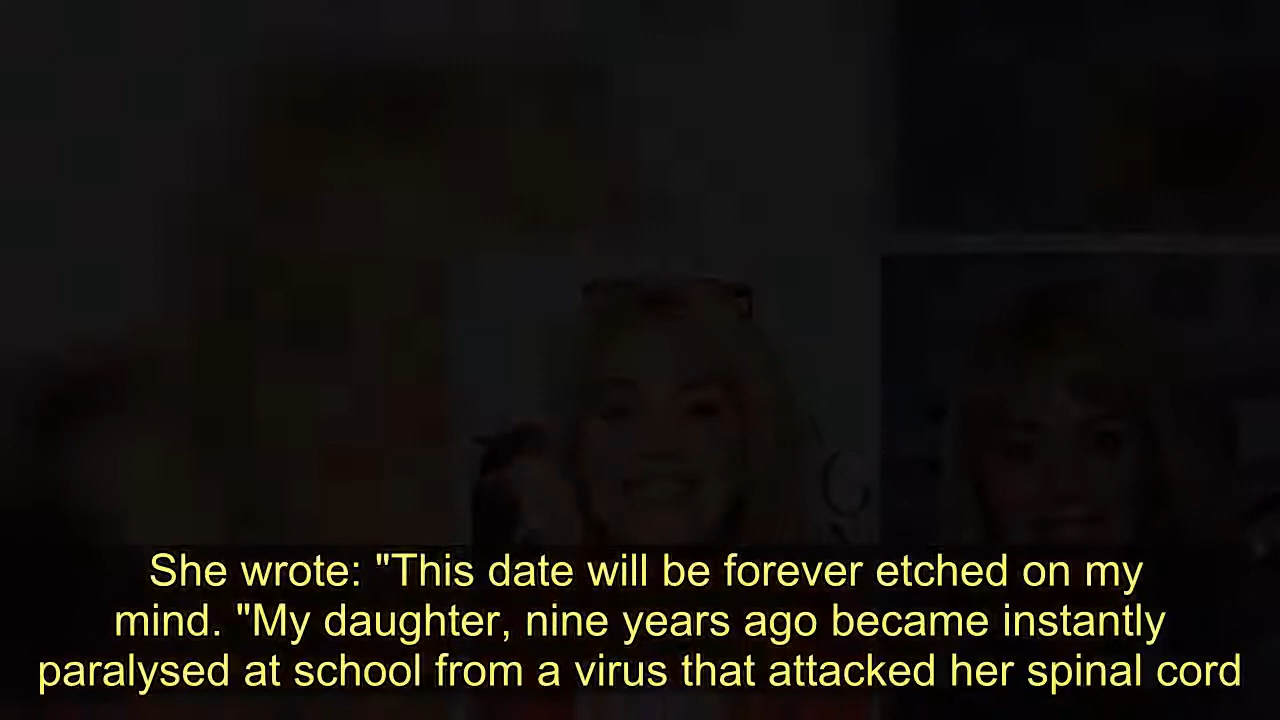 She wrote: "This date will be forever etched on my
mind. "My daughter, nine years ago became instantly
paralysed at school from a virus that attacked her spinal cord